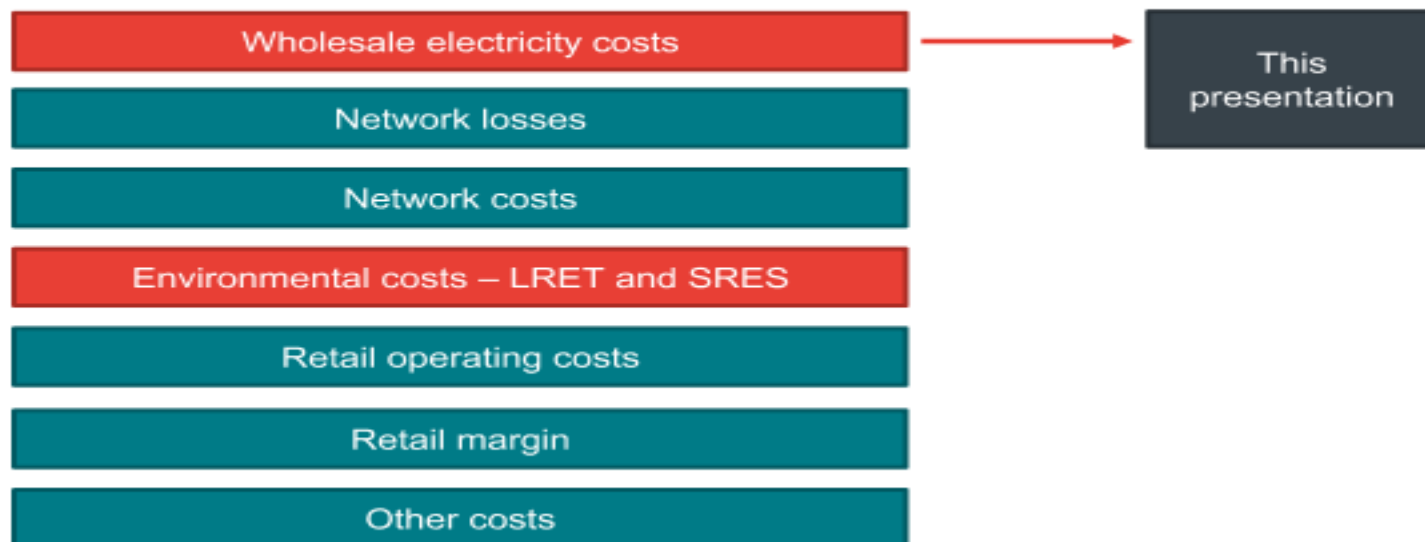 Wholesale electricity costs
This
presentation
Network losses
Network costs
Environmental costs – LRET and SRES
Retail operating costs
Retail margin
Other costs